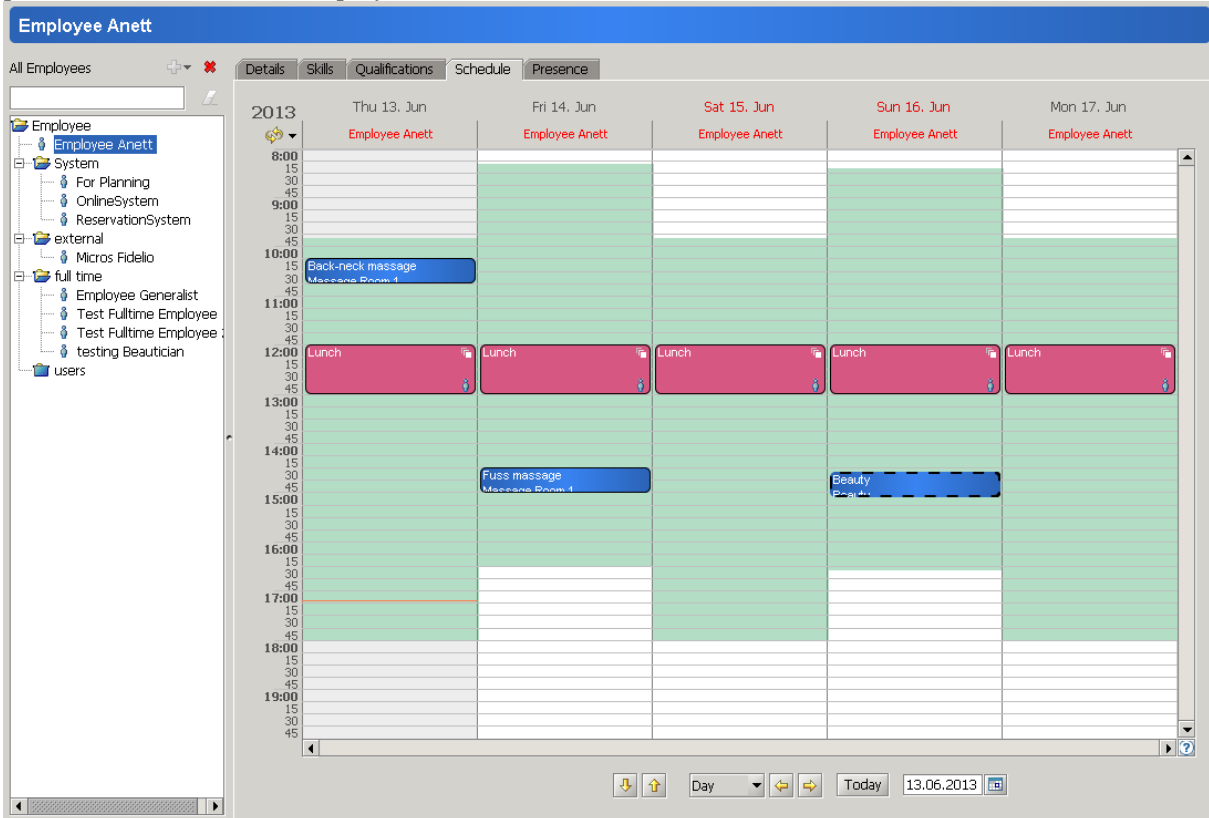 Employee Anett
All Employees
Details Skills Qualifications Schedule Presence
2013 Thu 13. Jun Fri 14. Jun Sat 15. Jun Sun 16. Jun Mon 17. Jun
Employee Anett Employee Anett Employee Anett Employee Anett Employee Anett
Employee
Employee Anett
System
For Planning
OnlineSystem
ReservationSystem
external
Micros Fidelio
full time
Employee Generalist
Test Fulltime Employee
Test Fulltime Employee
testing Beautician
users
8:00
15
30
45
9:00
15
30
45
10:00
15 Back-neck massage
30 Massage Room 1
45
11:00
15
30
45
12:00 Lunch Lunch Lunch Lunch Lunch
15
30
45
13:00
15
30
45
14:00
15
30 Fuss massage Beauty
45 Massage Room 1 Beauty
15:00
15
30
45
16:00
15
30
45
17:00
15
30
45
18:00
15
30
45
19:00
15
30
45
Day Today 13.06.2013